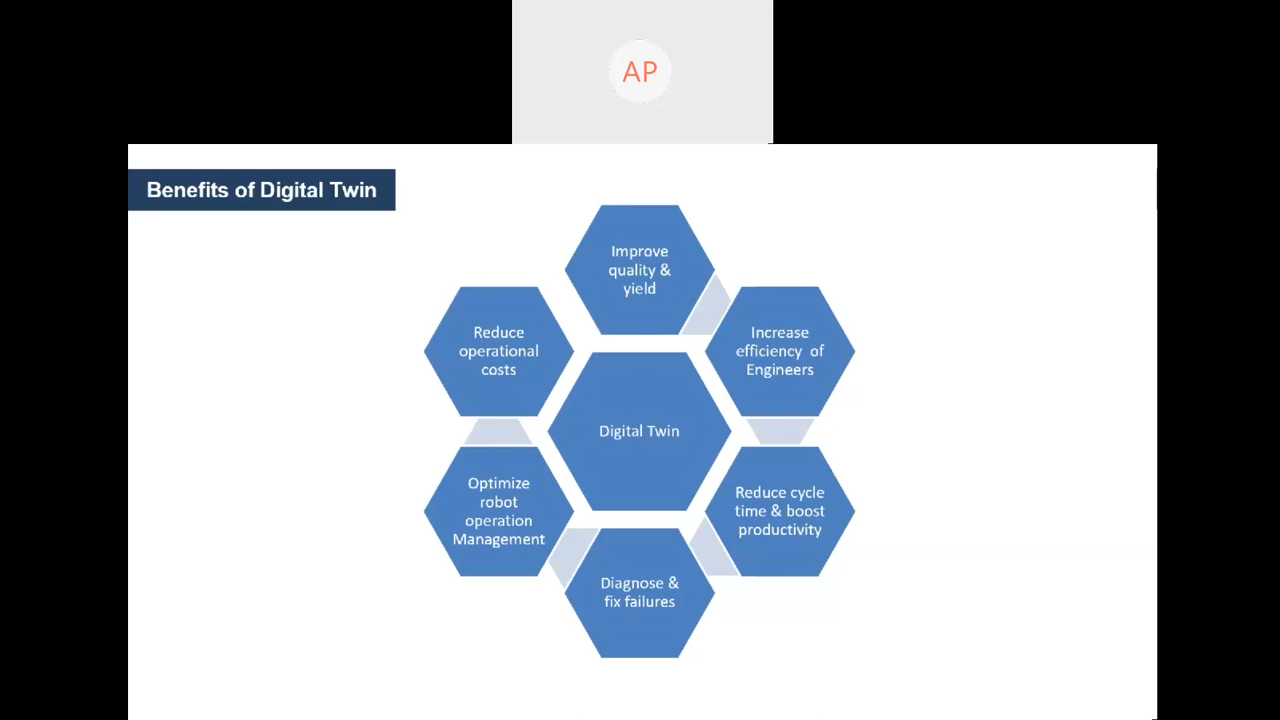 AP
Benefits of Digital Twin
Improve
quality &
yield
Increase
efficiency of
Engineers
Reduce cycle
time & boost
productivity
Diagnose &
fix failures
Optimize
robot
operation
Management
Reduce
operational
costs
Digital Twin